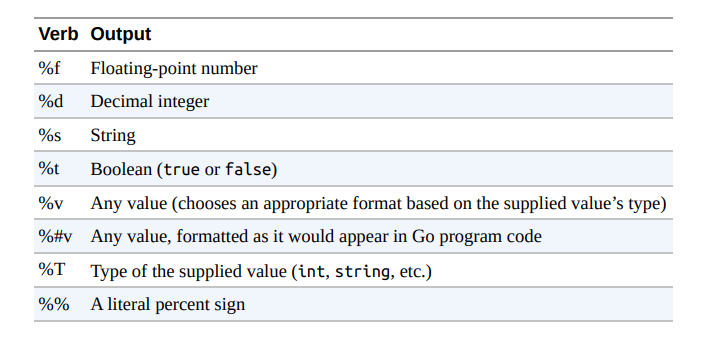 Verb Output
%f Floating-point number
%d Decimal integer
%s String
%t Boolean (true or false)
%v Any value (chooses an appropriate format based on the supplied value’s type)
%#v Any value, formatted as it would appear in Go program code
%T Type of the supplied value (int, string, etc.)
%% A literal percent sign